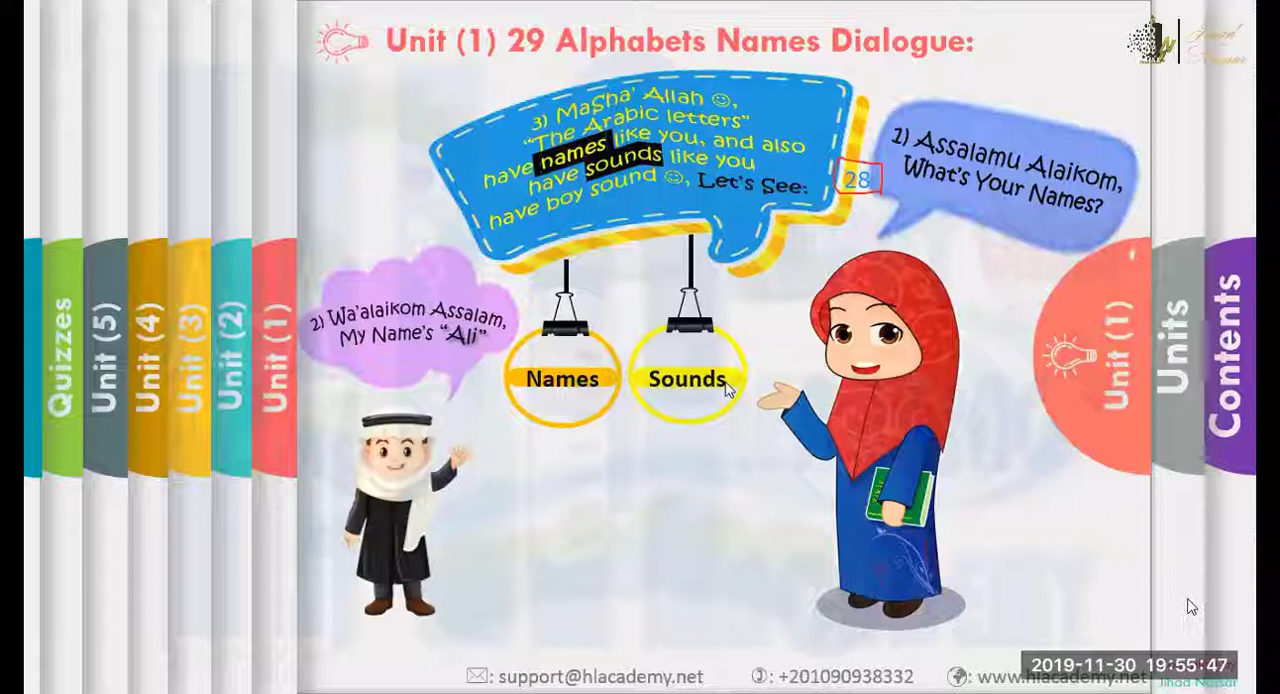 Unit (1) 29 Alphabets Names Dialogue:
3) MaSha' Allah ☺,
"The Arabic letters"
have names like you, and also
have sounds like you
have boy sound ☺, Let's See:
28
1) Assalamu Alaikom,
What's Your Names?
2) Wa'alaikom Assalam,
My Name's "Ali"
Names
Sounds
Quizzes
Unit (5)
Unit (4)
Unit (3)
Unit (2)
Unit (1)
Unit (1)
Units
Contents
: support@hlacademy.net
: +201090938332
: www.hlacademy.net
2019-11-30 19:55:47
Jihad Nassar